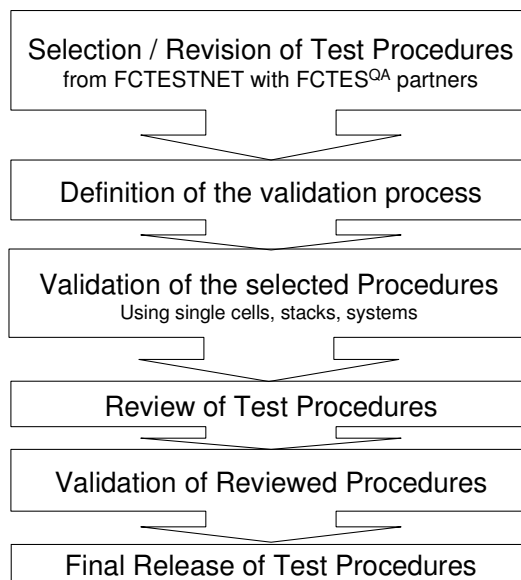 Selection / Revision of Test Procedures
from FCTESTNET with FCTES^QA partners
Definition of the validation process
Validation of the selected Procedures
Using single cells, stacks, systems
Review of Test Procedures
Validation of Reviewed Procedures
Final Release of Test Procedures